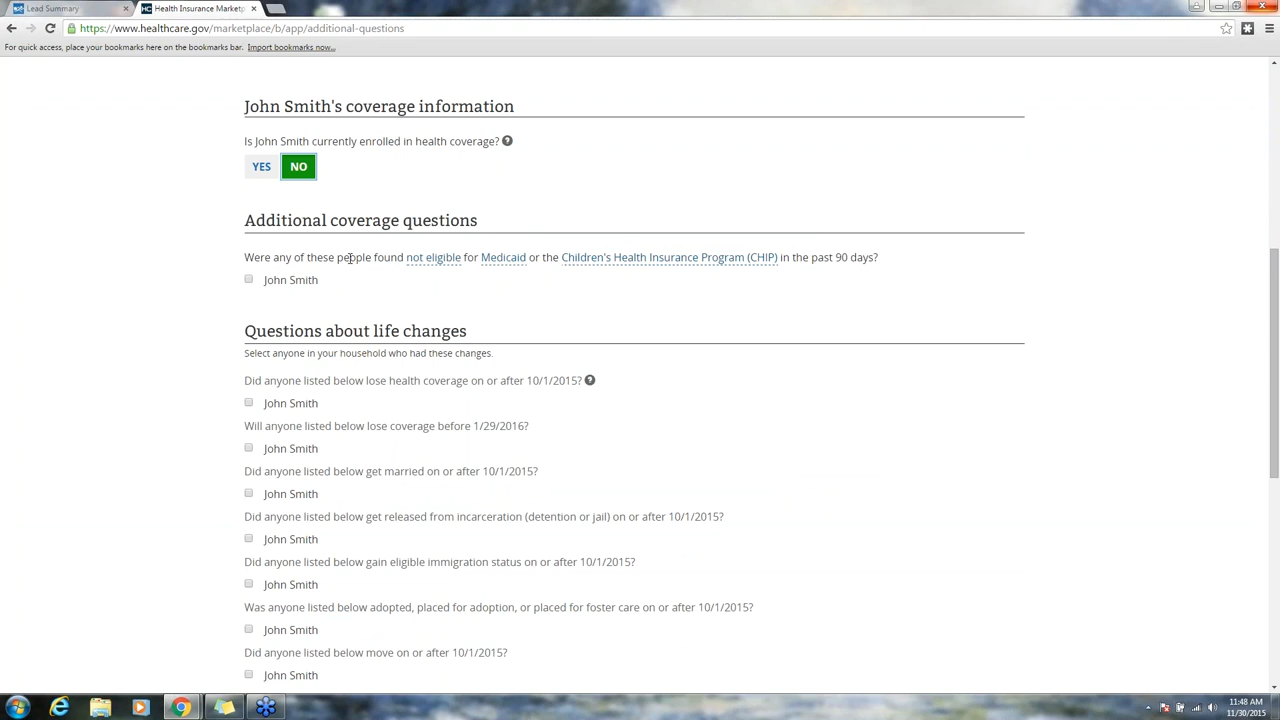 Lead Summary
Health Insurance Marketp
https://www.healthcare.gov/marketplace/b/app/additional-questions
For quick access, place your bookmarks here on the bookmarks bar. Import bookmarks now...
John Smith's coverage information
Is John Smith currently enrolled in health coverage?
YES NO
Additional coverage questions
Were any of these people found not eligible for Medicaid or the Children's Health Insurance Program (CHIP) in the past 90 days?
John Smith
Questions about life changes
Select anyone in your household who had these changes.
Did anyone listed below lose health coverage on or after 10/1/2015?
John Smith
Will anyone listed below lose coverage before 1/29/2016?
John Smith
Did anyone listed below get married on or after 10/1/2015?
John Smith
Did anyone listed below get released from incarceration (detention or jail) on or after 10/1/2015?
John Smith
Did anyone listed below gain eligible immigration status on or after 10/1/2015?
John Smith
Was anyone listed below adopted, placed for adoption, or placed for foster care on or after 10/1/2015?
John Smith
Did anyone listed below move on or after 10/1/2015?
John Smith
11:48 AM
11/30/2015